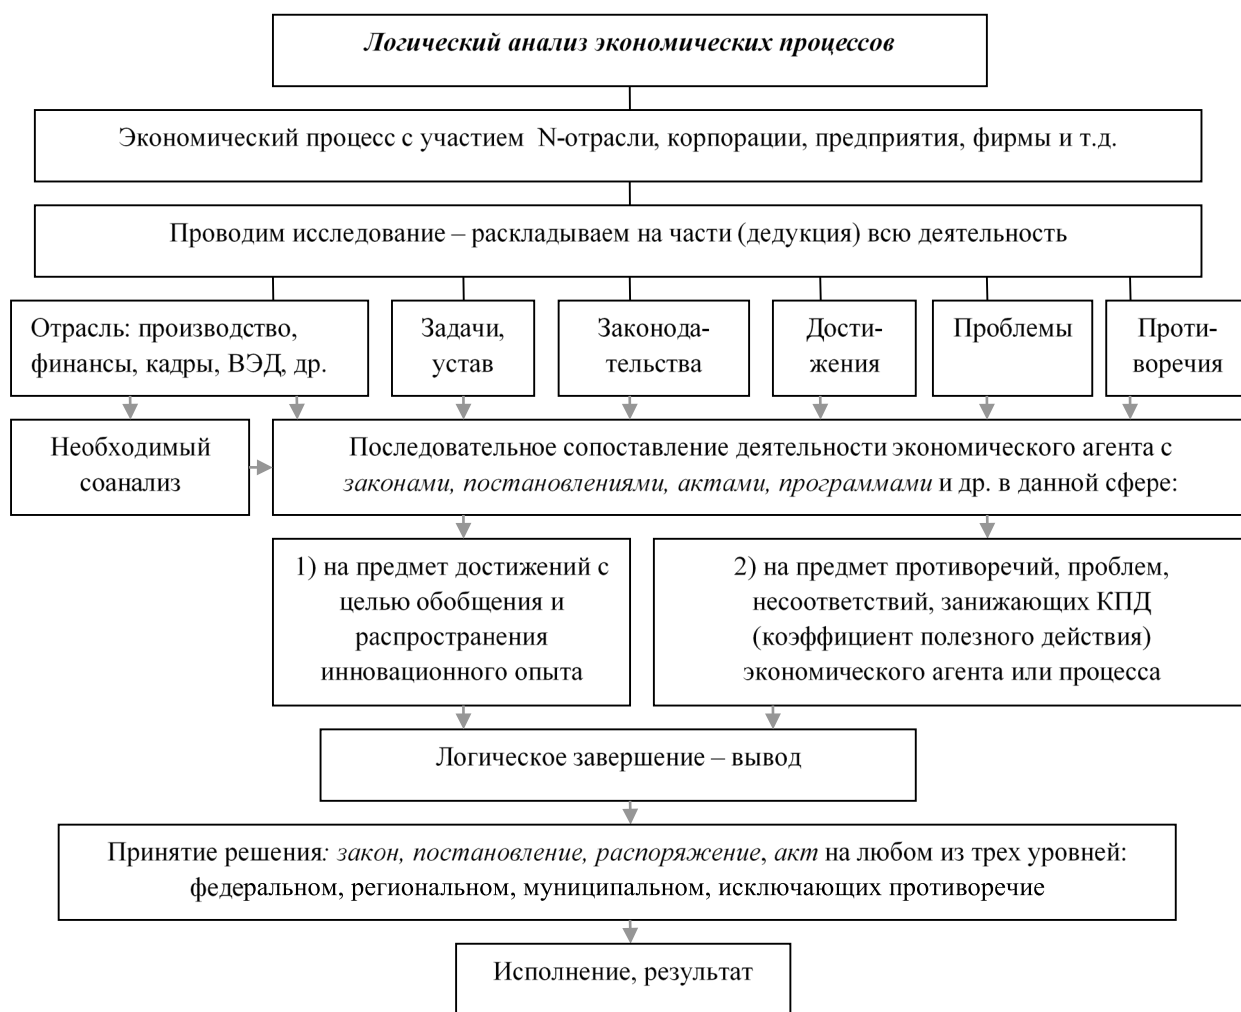 Логический анализ экономических процессов
Экономический процесс с участием N-отрасли, корпорации, предприятия, фирмы и т.д.
Проводим исследование – раскладываем на части (дедукция) всю деятельность
Отрасль: производство,
финансы, кадры, ВЭД, др.
Задачи,
устав
Законода-
тельства
Дости-
жения
Проблемы
Проти-
воречия
Необходимый
соанализ
Последовательное сопоставление деятельности экономического агента с
законами, постановлениями, актами, программами и др. в данной сфере:
1) на предмет достижений с
целью обобщения и
распространения
инновационного опыта
2) на предмет противоречий, проблем,
несоответствий, занижающих КПД
(коэффициент полезного действия)
экономического агента или процесса
Логическое завершение – вывод
Принятие решения: закон, постановление, распоряжение, акт на любом из трех уровней:
федеральном, региональном, муниципальном, исключающих противоречие
Исполнение, результат